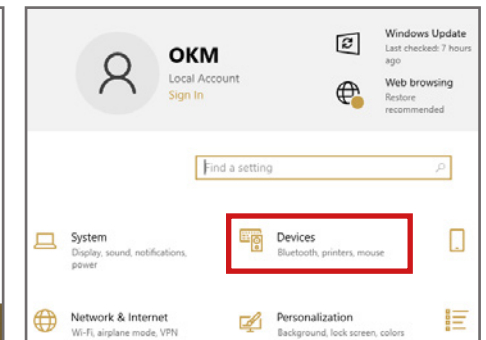 OKM
Local Account
Sign In
Windows Update
Last checked: 7 hours
ago
Web browsing
Restore
recommended
Find a setting
System
Display, sound, notifications,
power
Devices
Bluetooth, printers, mouse
Network & Internet
Wi-Fi, airplane mode, VPN
Personalization
Background, lock screen, colors